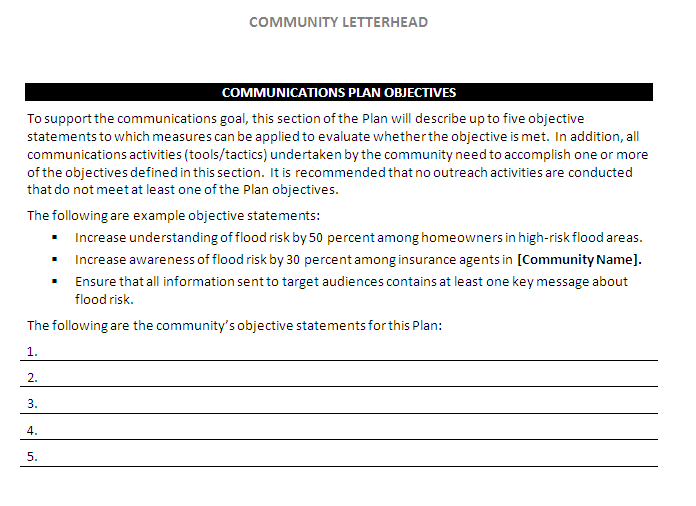 COMMUNITY LETTERHEAD
COMMUNICATIONS PLAN OBJECTIVES
To support the communications goal, this section of the Plan will describe up to five objective
statements to which measures can be applied to evaluate whether the objective is met.  In addition, all
communications activities (tools/tactics) undertaken by the community need to accomplish one or more
of the objectives defined in this section.  It is recommended that no outreach activities are conducted
that do not meet at least one of the Plan objectives.
The following are example objective statements:
▪ Increase understanding of flood risk by 50 percent among homeowners in high-risk flood areas.
▪ Increase awareness of flood risk by 30 percent among insurance agents in [Community Name].
▪ Ensure that all information sent to target audiences contains at least one key message about
flood risk.
The following are the community’s objective statements for this Plan:
1.
2.
3.
4.
5.